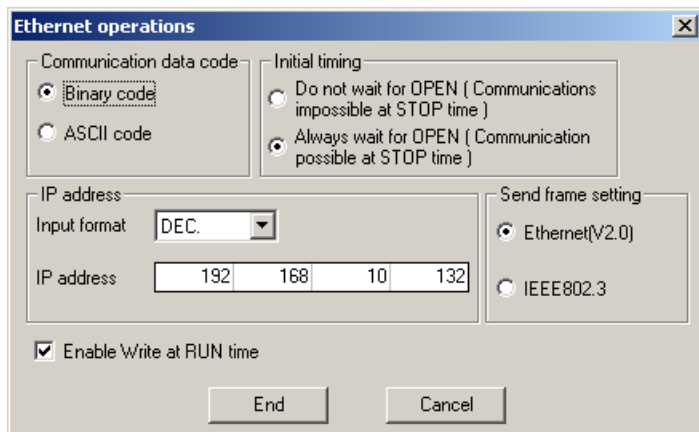 Ethernet operations
Communication data code
Binary code
ASCII code
Initial timing
Do not wait for OPEN ( Communications
impossible at STOP time )
Always wait for OPEN ( Communication
possible at STOP time )
IP address
Input format
DEC.
IP address
192 168 10 132
Send frame setting
Ethernet(V2.0)
IEEE802.3
Enable Write at RUN time
End
Cancel